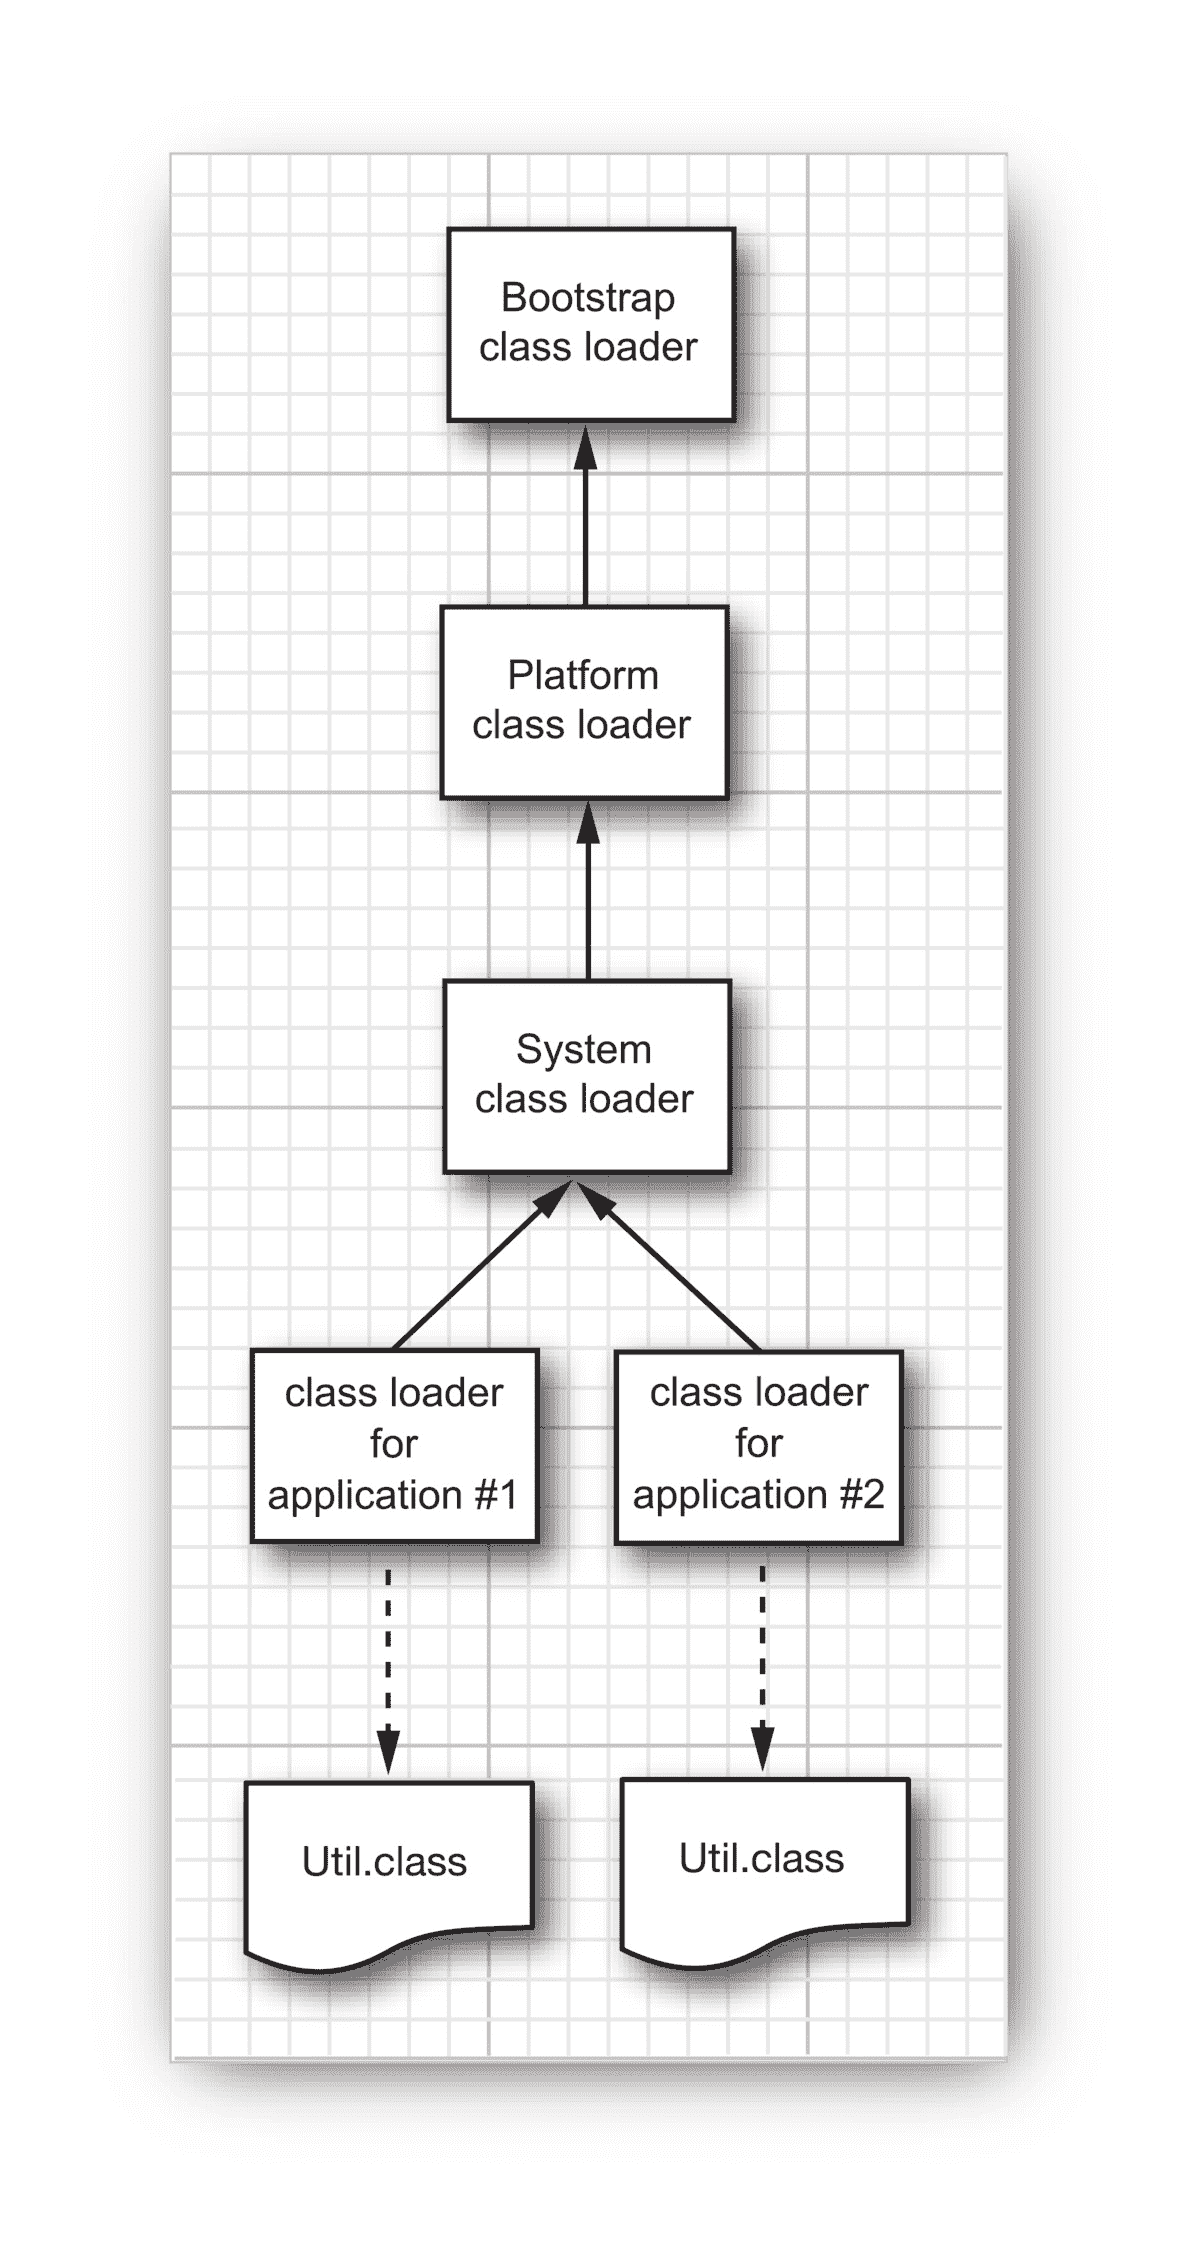 Bootstrap
class loader
Platform
class loader
System
class loader
class loader
for
application #1
class loader
for
application #2
Util.class
Util.class